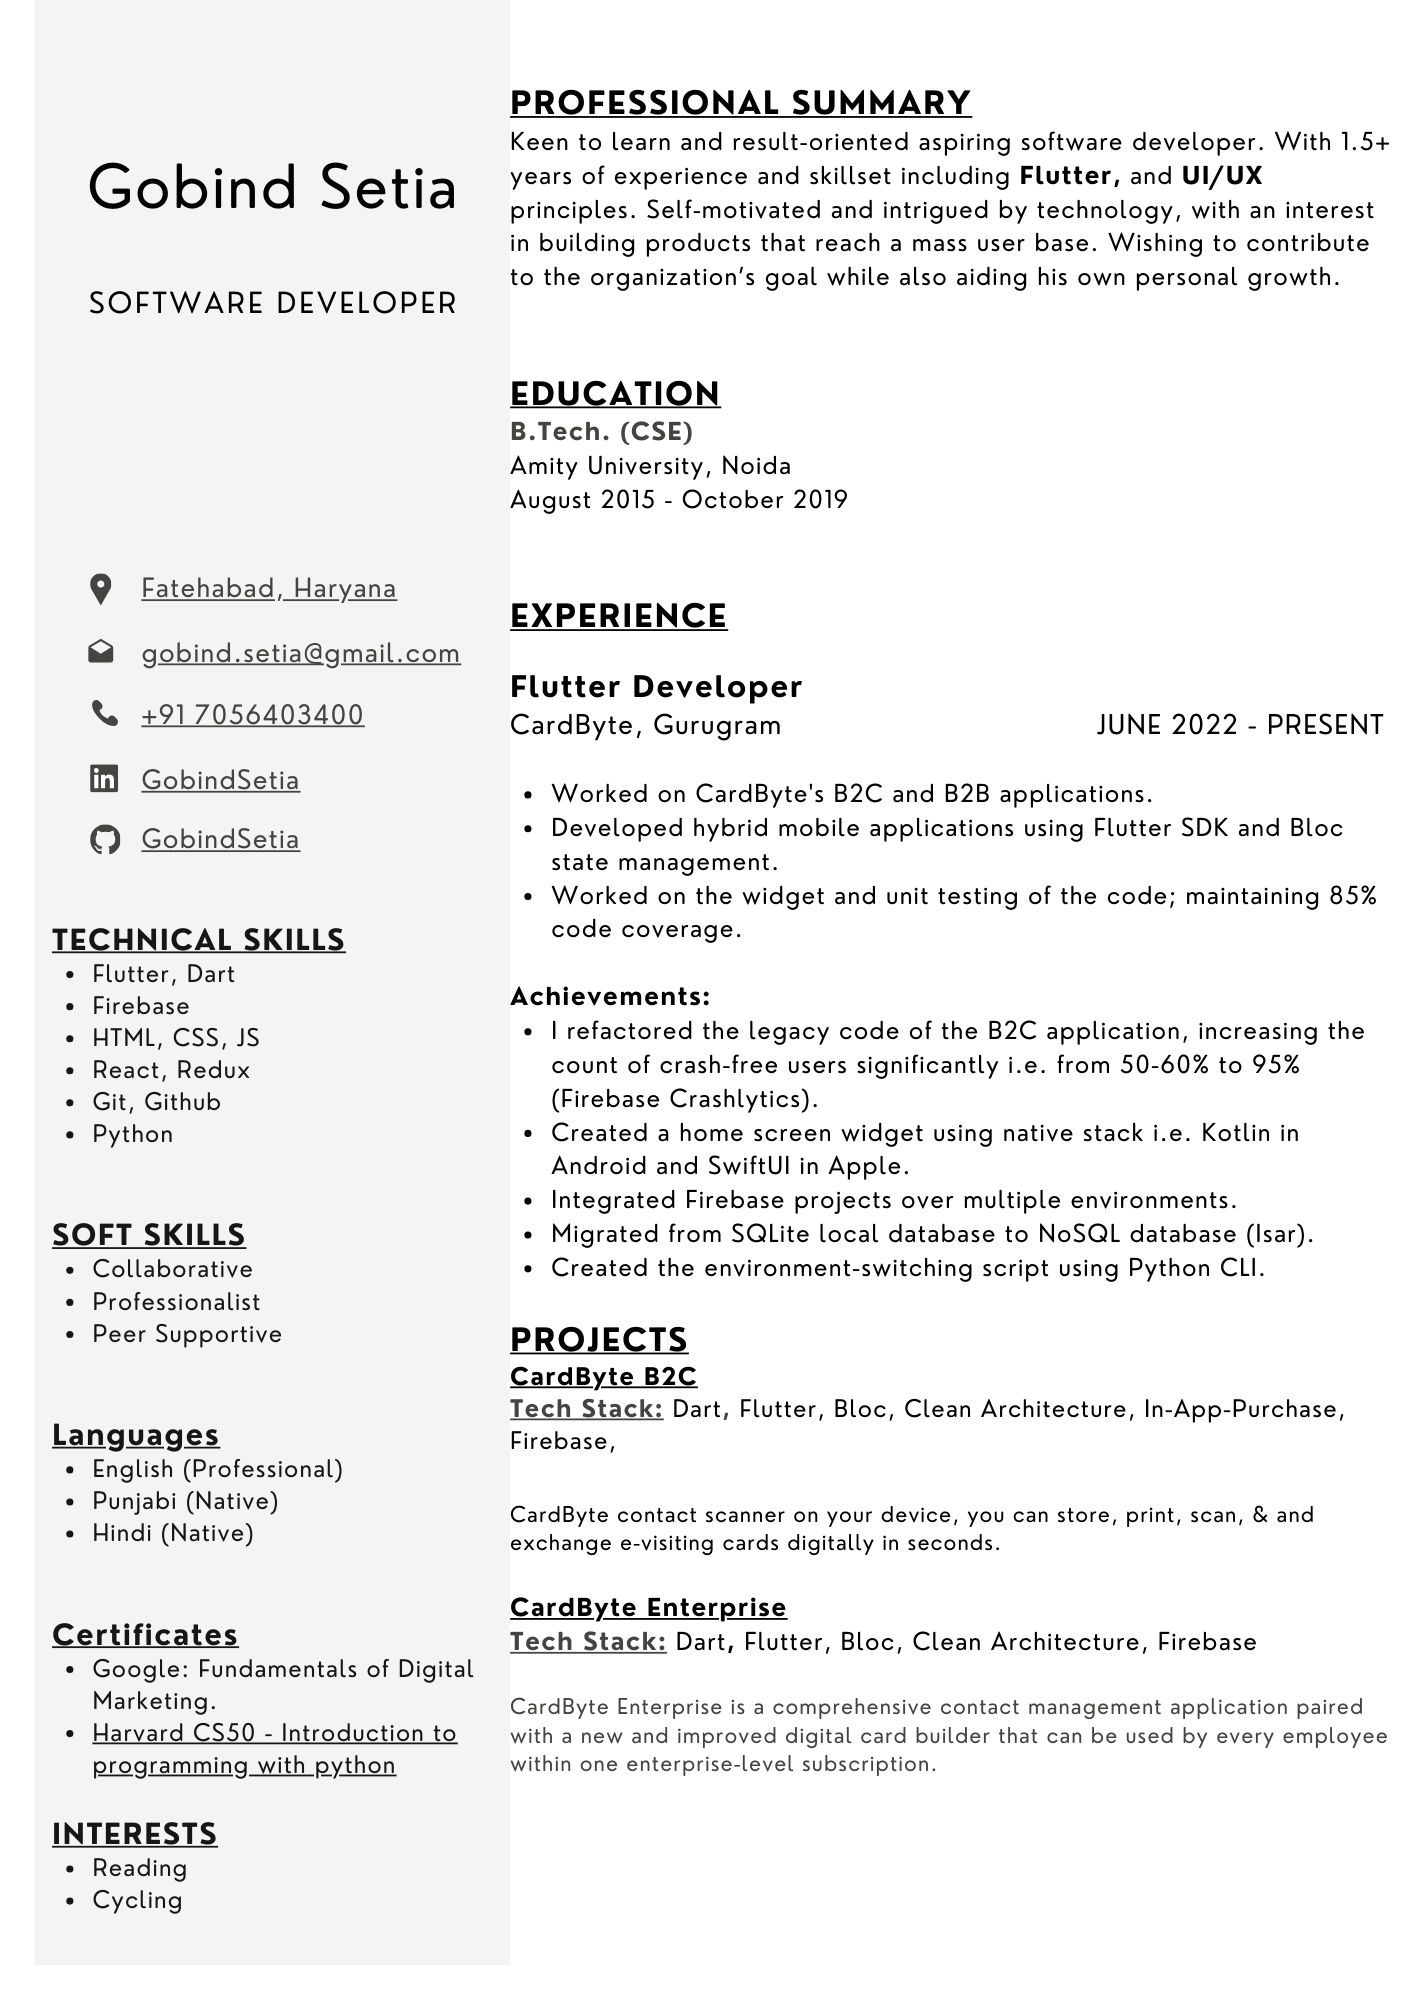 Gobind Setia
SOFTWARE DEVELOPER
Fatehabad, Haryana
gobind.setia@gmail.com
+91 7056403400
GobindSetia
GobindSetia
TECHNICAL SKILLS
• Flutter, Dart
• Firebase
• HTML, CSS, JS
• React, Redux
• Git, Github
• Python
SOFT SKILLS
• Collaborative
• Professionalist
• Peer Supportive
Languages
• English (Professional)
• Punjabi (Native)
• Hindi (Native)
Certificates
• Google: Fundamentals of Digital
Marketing.
• Harvard CS50 - Introduction to
programming with python
INTERESTS
• Reading
• Cycling
PROFESSIONAL SUMMARY
Keen to learn and result-oriented aspiring software developer. With 1.5+
years of experience and skillset including Flutter, and UI/UX
principles. Self-motivated and intrigued by technology, with an interest
in building products that reach a mass user base. Wishing to contribute
to the organization's goal while also aiding his own personal growth.
EDUCATION
B.Tech. (CSE)
Amity University, Noida
August 2015 - October 2019
EXPERIENCE
Flutter Developer
CardByte, Gurugram JUNE 2022 - PRESENT
• Worked on CardByte's B2C and B2B applications.
• Developed hybrid mobile applications using Flutter SDK and Bloc
state management.
• Worked on the widget and unit testing of the code; maintaining 85%
code coverage.
Achievements:
• I refactored the legacy code of the B2C application, increasing the
count of crash-free users significantly i.e. from 50-60% to 95%
(Firebase Crashlytics).
• Created a home screen widget using native stack i.e. Kotlin in
Android and SwiftUI in Apple.
• Integrated Firebase projects over multiple environments.
• Migrated from SQLite local database to NoSQL database (Isar).
• Created the environment-switching script using Python CLI.
PROJECTS
CardByte B2C
Tech Stack: Dart, Flutter, Bloc, Clean Architecture, In-App-Purchase,
Firebase,
CardByte contact scanner on your device, you can store, print, scan, & and
exchange e-visiting cards digitally in seconds.
CardByte Enterprise
Tech Stack: Dart, Flutter, Bloc, Clean Architecture, Firebase
CardByte Enterprise is a comprehensive contact management application paired
with a new and improved digital card builder that can be used by every employee
within one enterprise-level subscription.